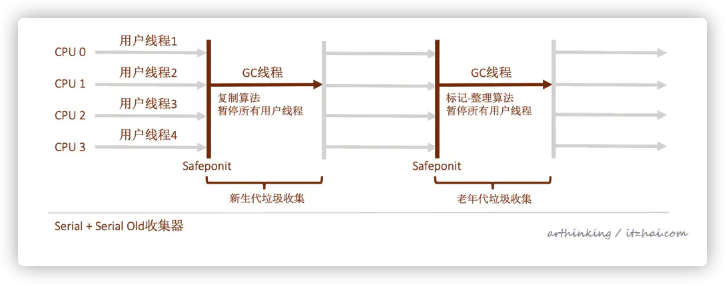 CPU 0
用户线程1
CPU 1
用户线程2
CPU 2
用户线程3
CPU 3
用户线程4
GC线程
复制算法
暂停所有用户线程
Safeponit
新生代垃圾收集
GC线程
标记-整理算法
暂停所有用户线程
Safeponit
老年代垃圾收集
Serial + Serial Old收集器
arthinking / itzhai.com